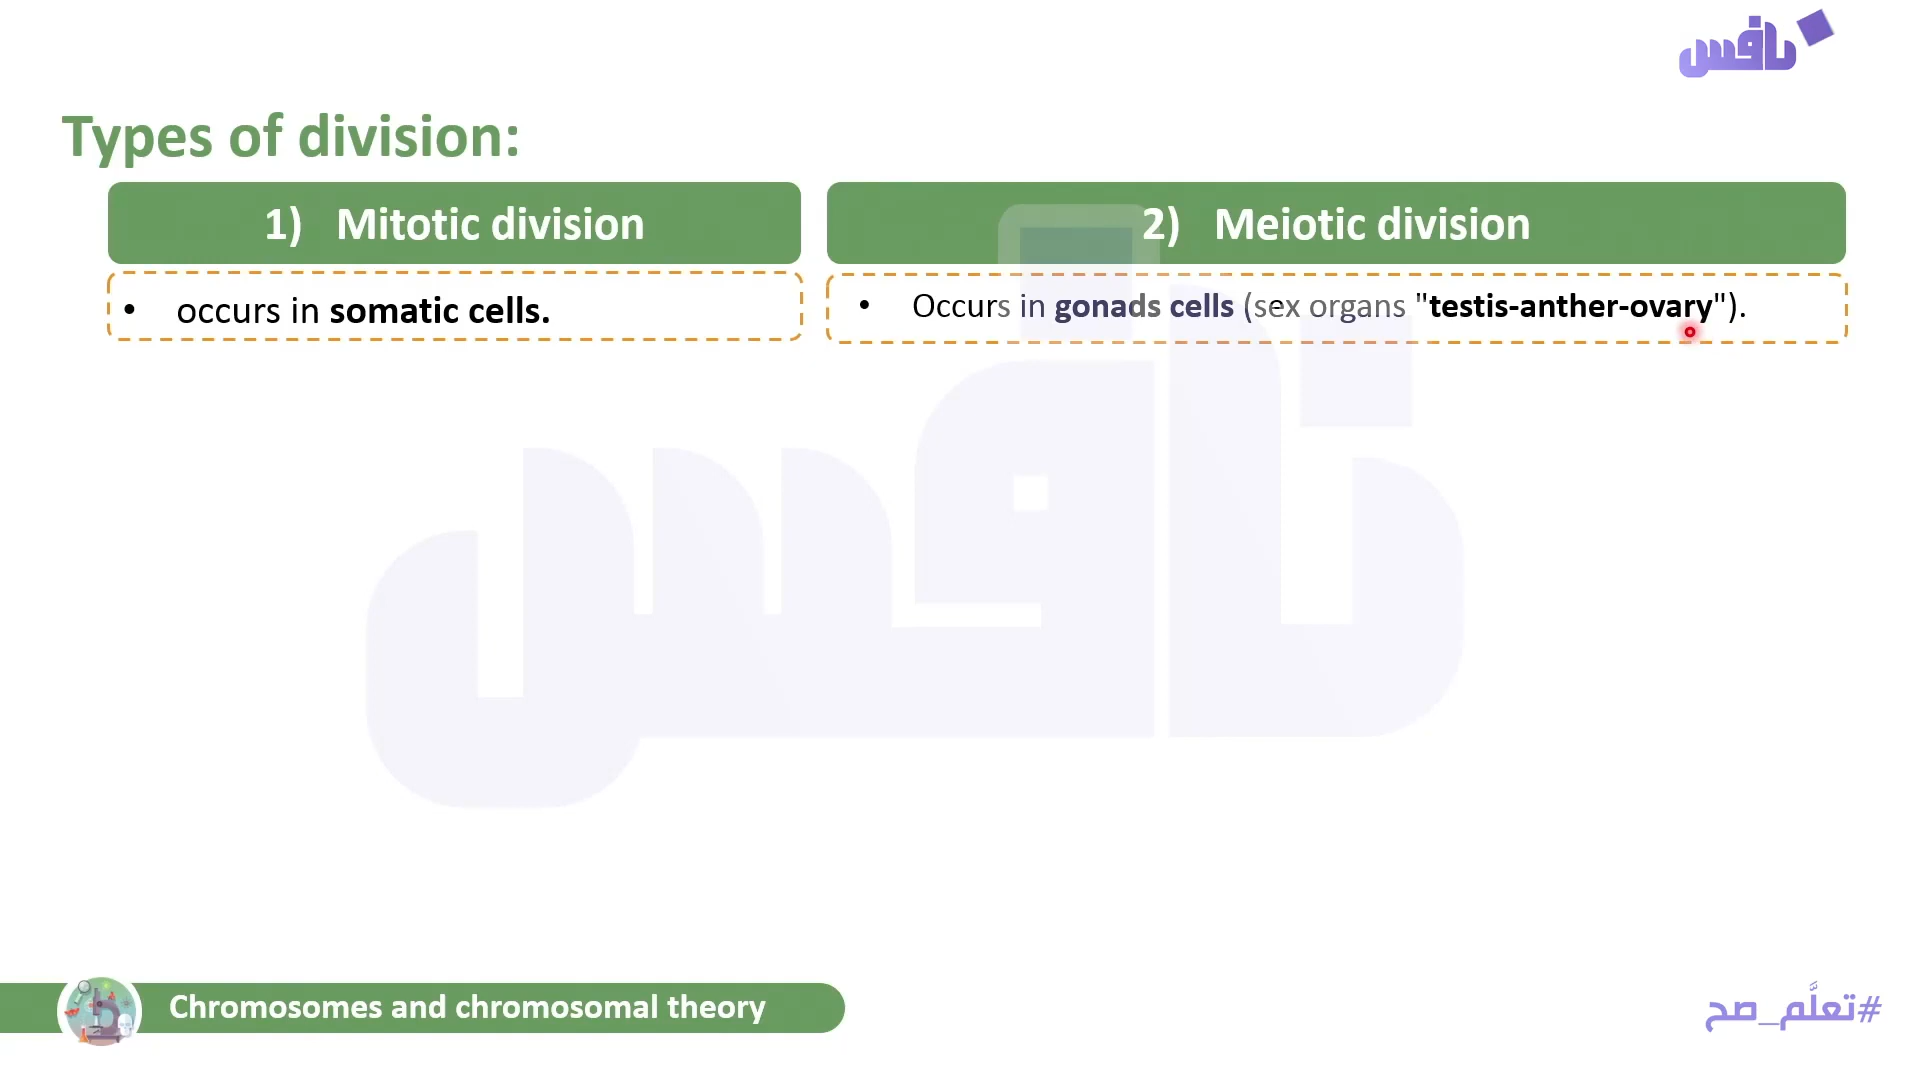 نافس
Types of division:
1) Mitotic division
• occurs in somatic cells.
2) Meiotic division
• Occurs in gonads cells (sex organs "testis-anther-ovary").
نافس
Chromosomes and chromosomal theory
#تعلَّم_صح